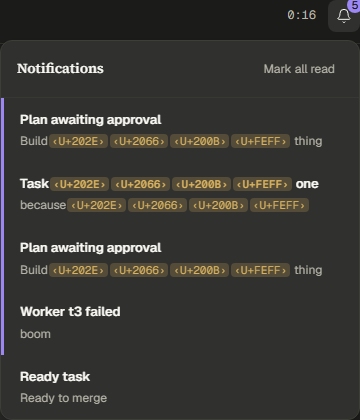 0:16
5
Notifications
Mark all read
Plan awaiting approval
Build ‹U+202E› ‹U+2066› ‹U+200B› ‹U+FEFF› thing
Task ‹U+202E› ‹U+2066› ‹U+200B› ‹U+FEFF› one
because ‹U+202E› ‹U+2066› ‹U+200B› ‹U+FEFF›
Plan awaiting approval
Build ‹U+202E› ‹U+2066› ‹U+200B› ‹U+FEFF› thing
Worker t3 failed
boom
Ready task
Ready to merge